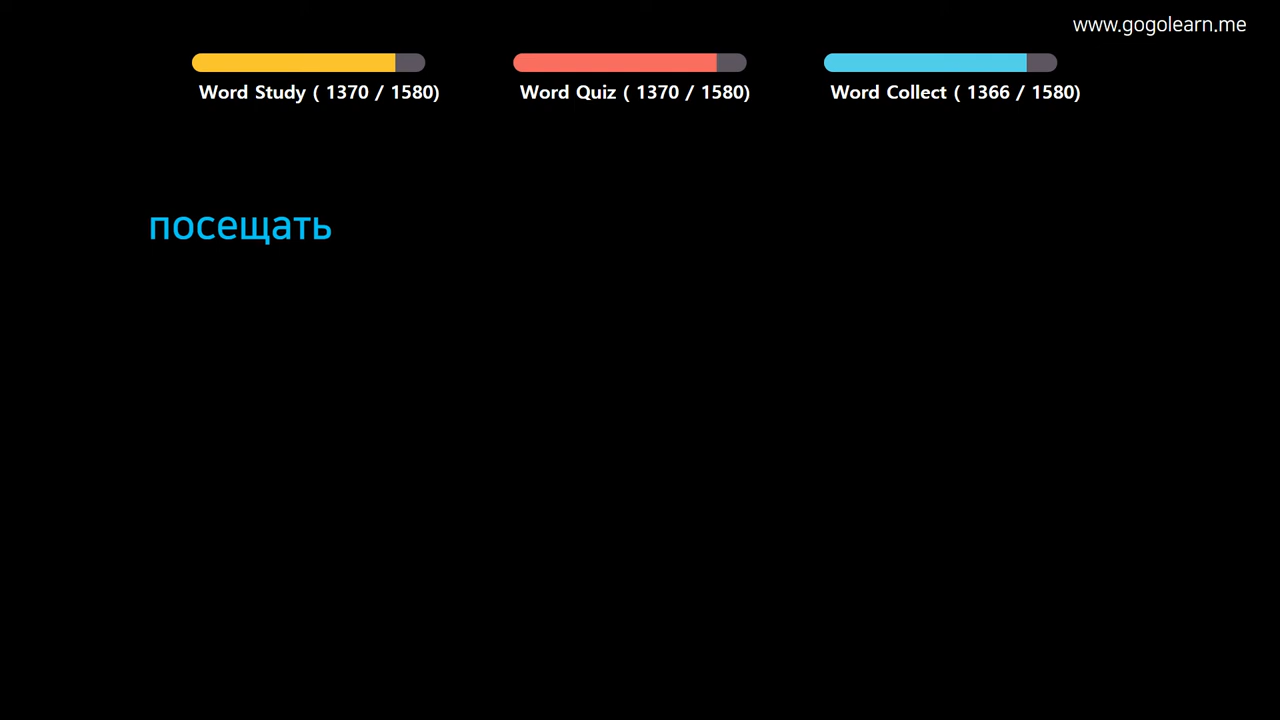 www.gogolearn.me
Word Study ( 1370 / 1580)
Word Quiz ( 1370 / 1580)
Word Collect ( 1366 / 1580)
посещать